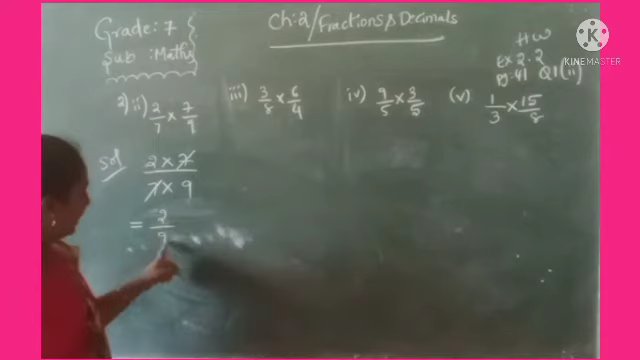 Grade: 7
Sub : Maths
Ch:2/Fractions & Decimals
HW
Ex 2.2
p:41 Q1(ii)
2) ii) 2/7 × 7/9
iii) 3/8 × 6/4
iv) 9/5 × 3/5
(v) 1/3 × 15/8
Sol
2 × 7
7 × 9
= 2/9
KINEMASTER